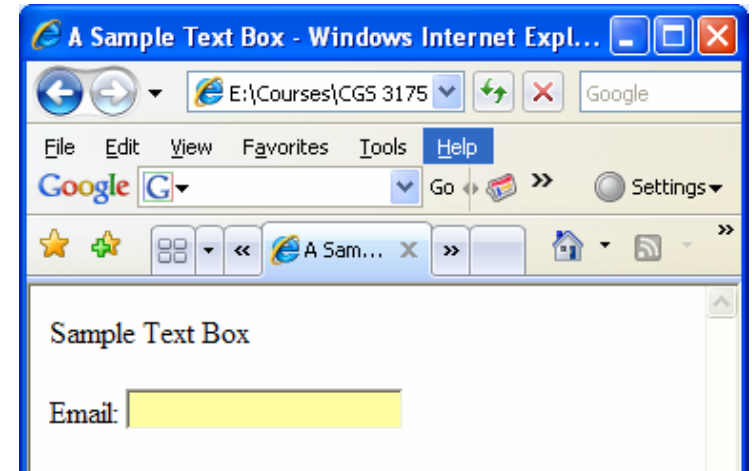 A Sample Text Box - Windows Internet Expl...
E:\Courses\CGS 3175 Google
File Edit View Favorites Tools Help
Google G Go » Settings
« A Sam... X » »
Sample Text Box
Email: